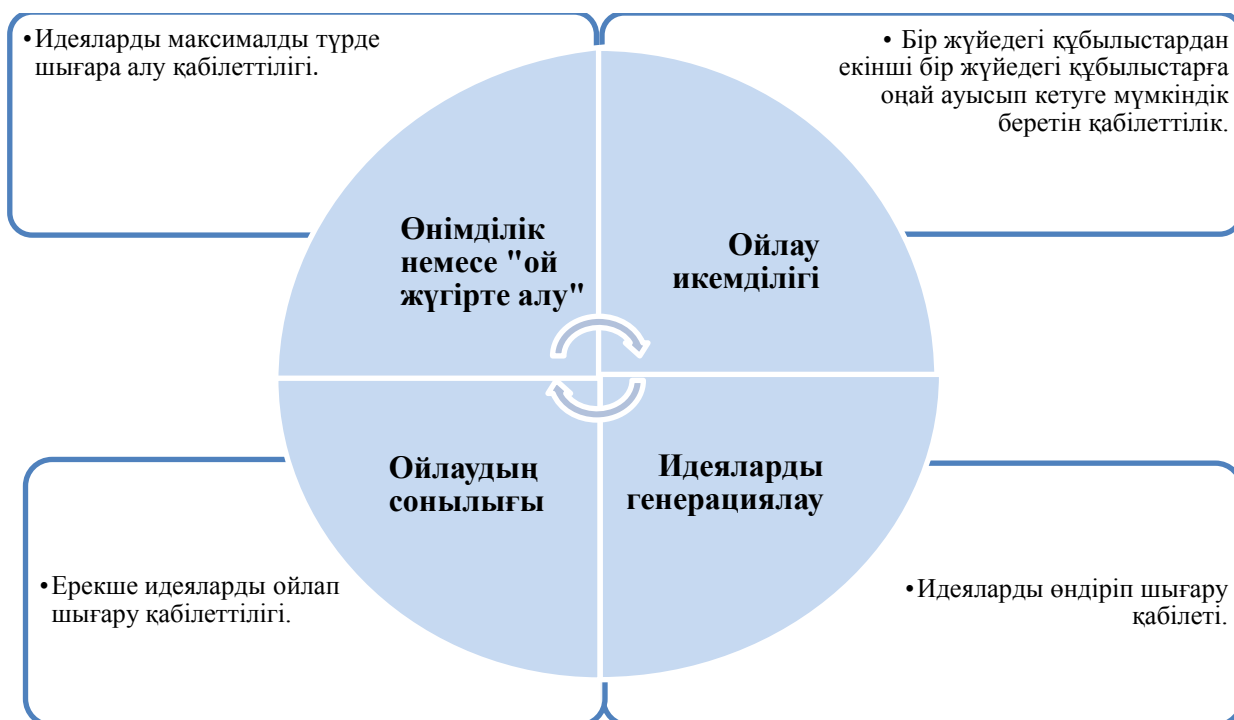 •Идеяларды максималды түрде
шығара алу қабілеттілігі.
• Бір жүйедегі құбылыстардан
екінші бір жүйедегі құбылыстарға
оңай ауысып кетуге мүмкіндік
беретін қабілеттілік.
Өнімділік
немесе "ой
жүгірте алу"
Ойлау
икемділігі
Ойлаудың
сонылығы
Идеяларды
генерациялау
•Ерекше идеяларды ойлап
шығару қабілеттілігі.
•Идеяларды өндіріп шығару
қабілеті.